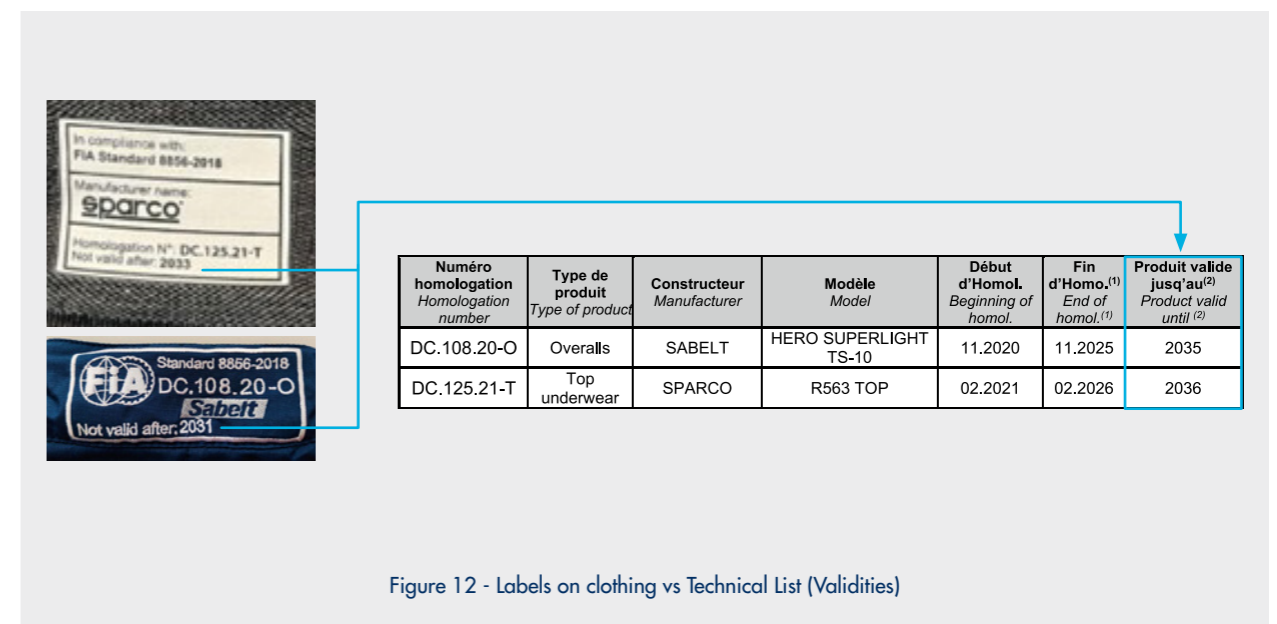 In compliance with:
FIA Standard 8856-2018
Manufacturer name:
sparco
Homologation N°: DC.125.21-T
Not valid after: 2033
FIA
Standard 8856-2018
DC.108.20-O
Sabelt
Not valid after: 2031
Numéro homologation Homologation number | Type de produit Type of product | Constructeur Manufacturer | Modèle Model | Début d'Homol. Beginning of homol. | Fin d'Homo.(1) End of homol.(1) | Produit valide jusq'au(2) Product valid until (2)
DC.108.20-O | Overalls | SABELT | HERO SUPERLIGHT TS-10 | 11.2020 | 11.2025 | 2035
DC.125.21-T | Top underwear | SPARCO | R563 TOP | 02.2021 | 02.2026 | 2036
Figure 12 - Labels on clothing vs Technical List (Validities)